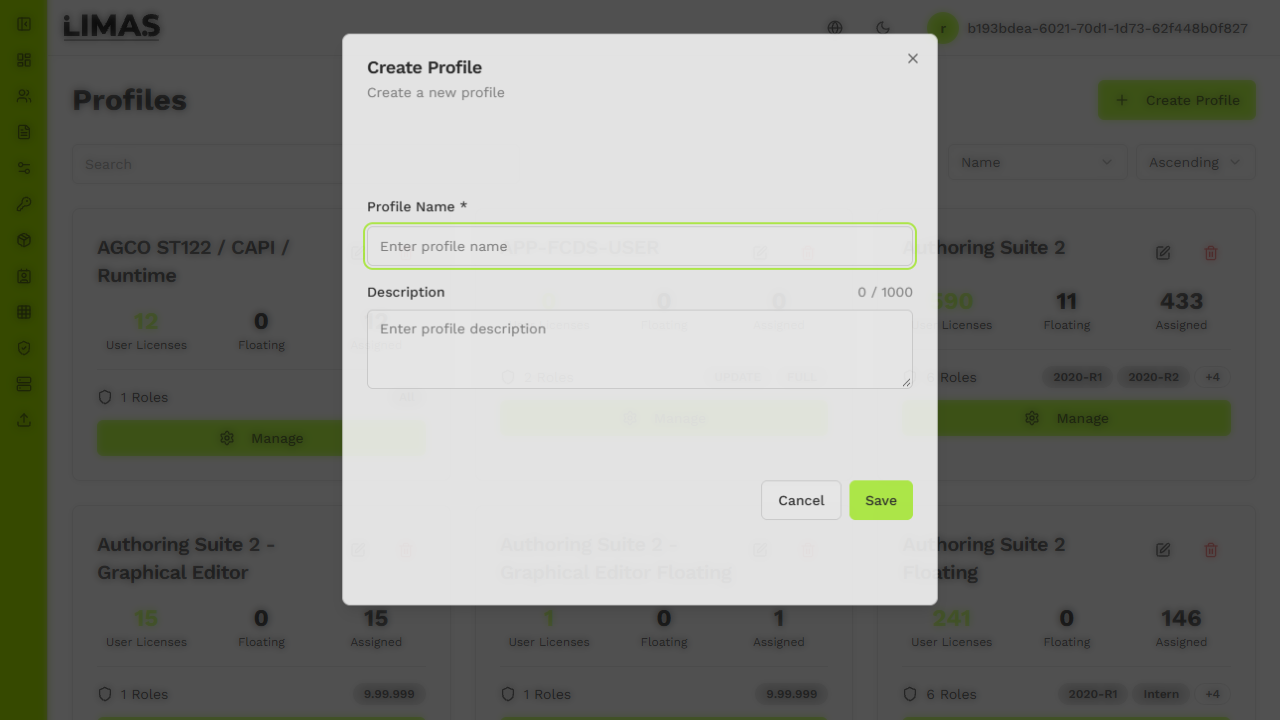 LIMAS
r
b193bdea-6021-70d1-1d73-62f448b0f827
Profiles
Create Profile
Search
Name
Ascending
Create Profile
Create a new profile
Profile Name *
Enter profile name
Description
0 / 1000
Enter profile description
Cancel
Save
AGCO ST122 / CAPI /
Runtime
12
User Licenses
0
Floating
1 Roles
Manage
Authoring Suite 2
Licenses
11
Floating
433
Assigned
Roles
2020-R1
2020-R2
+4
Manage
Authoring Suite 2 -
Graphical Editor
15
User Licenses
0
Floating
15
Assigned
1 Roles
9.99.999
Authoring Suite 2 -
Graphical Editor Floating
1
User Licenses
0
Floating
1
Assigned
1 Roles
9.99.999
Authoring Suite 2
Floating
241
User Licenses
0
Floating
146
Assigned
6 Roles
2020-R1
Intern
+4